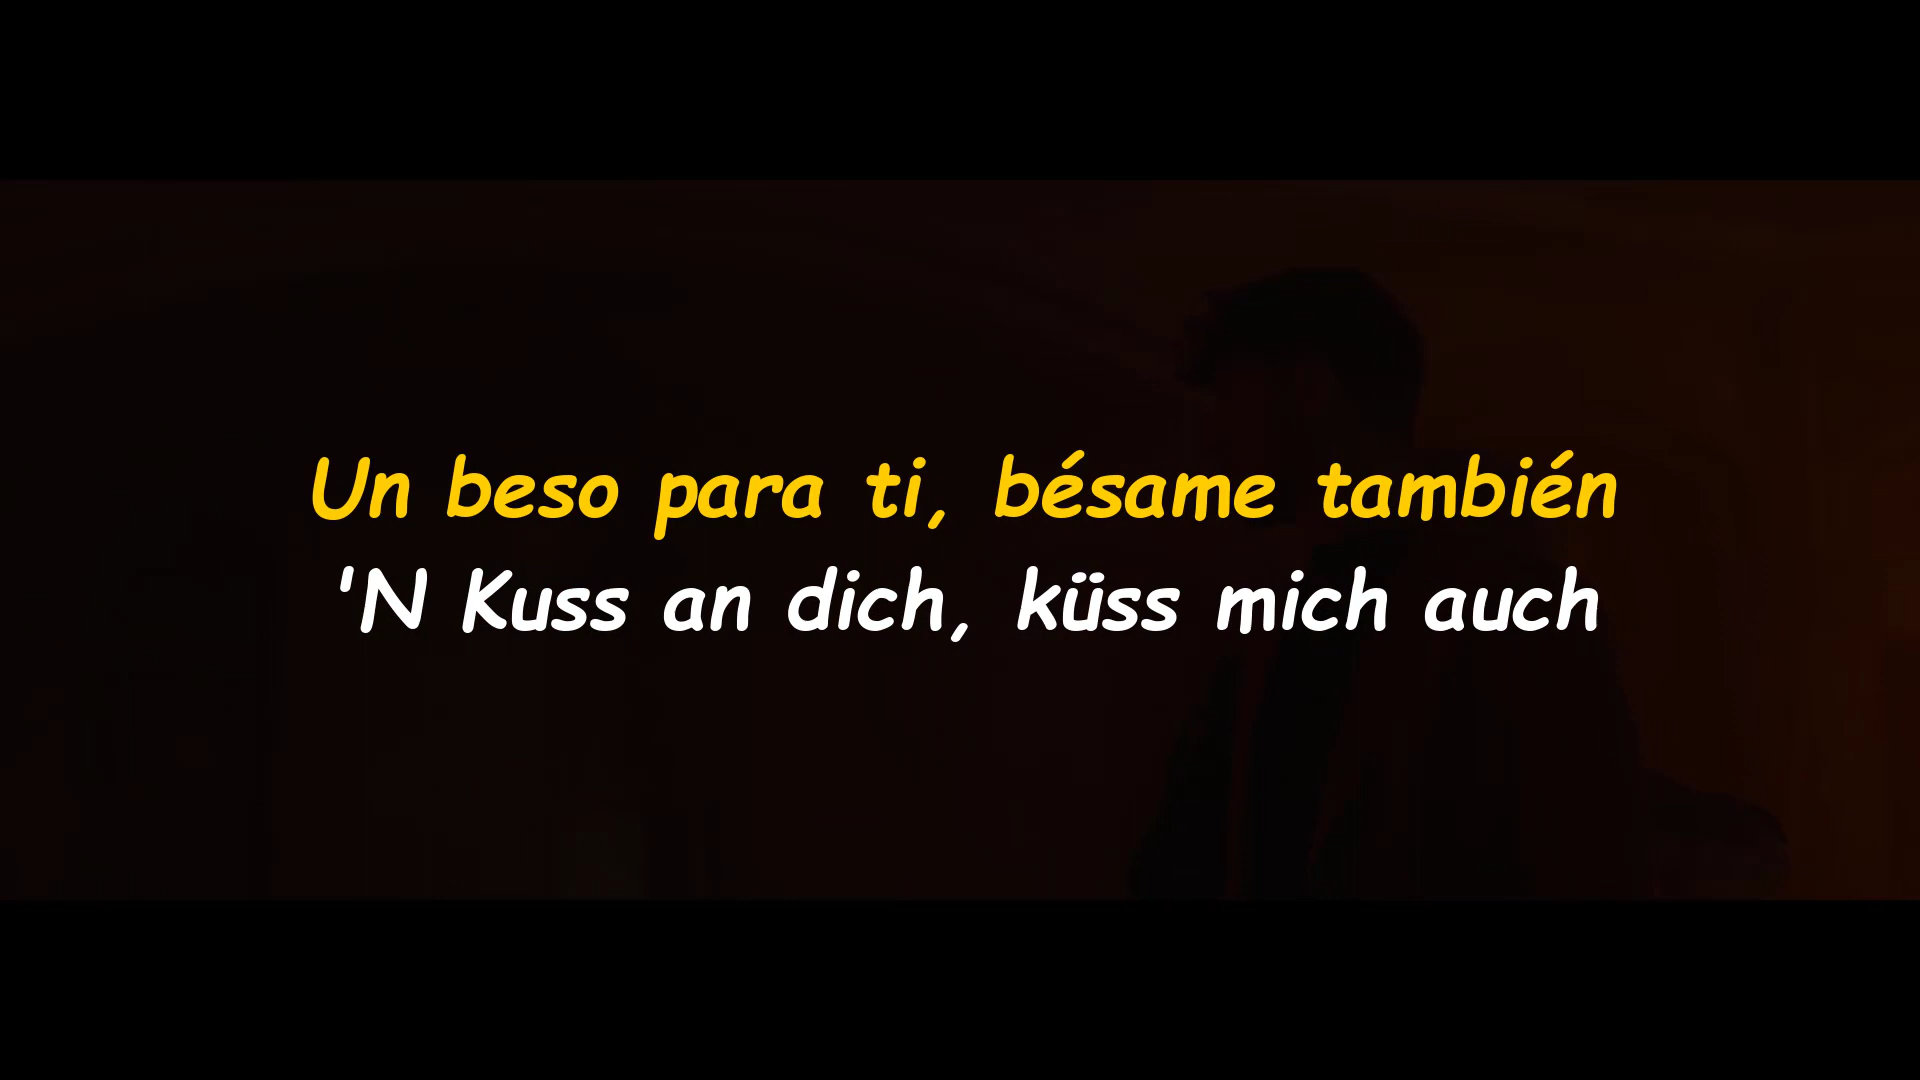 Un beso para ti, bésame también
'N Kuss an dich, küss mich auch